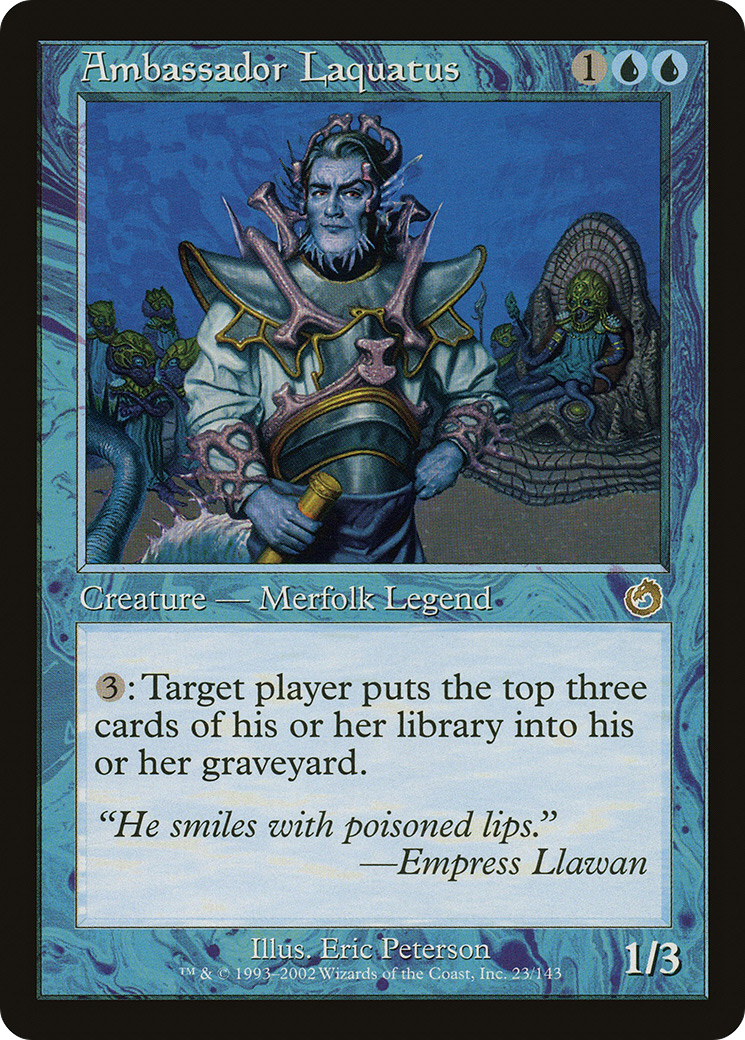 Ambassador Laquatus 1
Creature — Merfolk Legend
3: Target player puts the top three
cards of his or her library into his
or her graveyard.
“He smiles with poisoned lips.”
—Empress Llawan
Illus. Eric Peterson
™ & © 1993–2002 Wizards of the Coast, Inc. 23/143
1/3